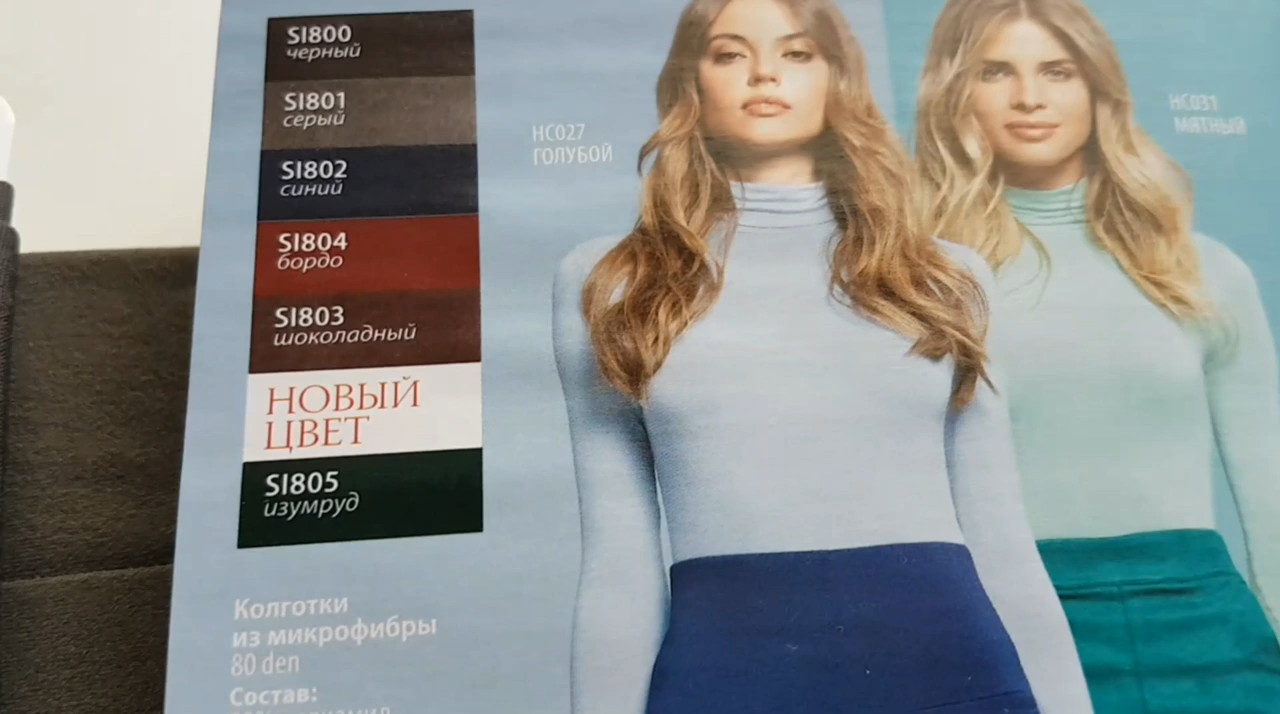 SI800
черный
SI801
серый
SI802
синий
SI804
бордо
SI803
шоколадный
НОВЫЙ
ЦВЕТ
SI805
изумруд
Колготки
из микрофибры
80 den
Состав:
HC027
ГОЛУБОЙ
HC031
МЯТНЫЙ